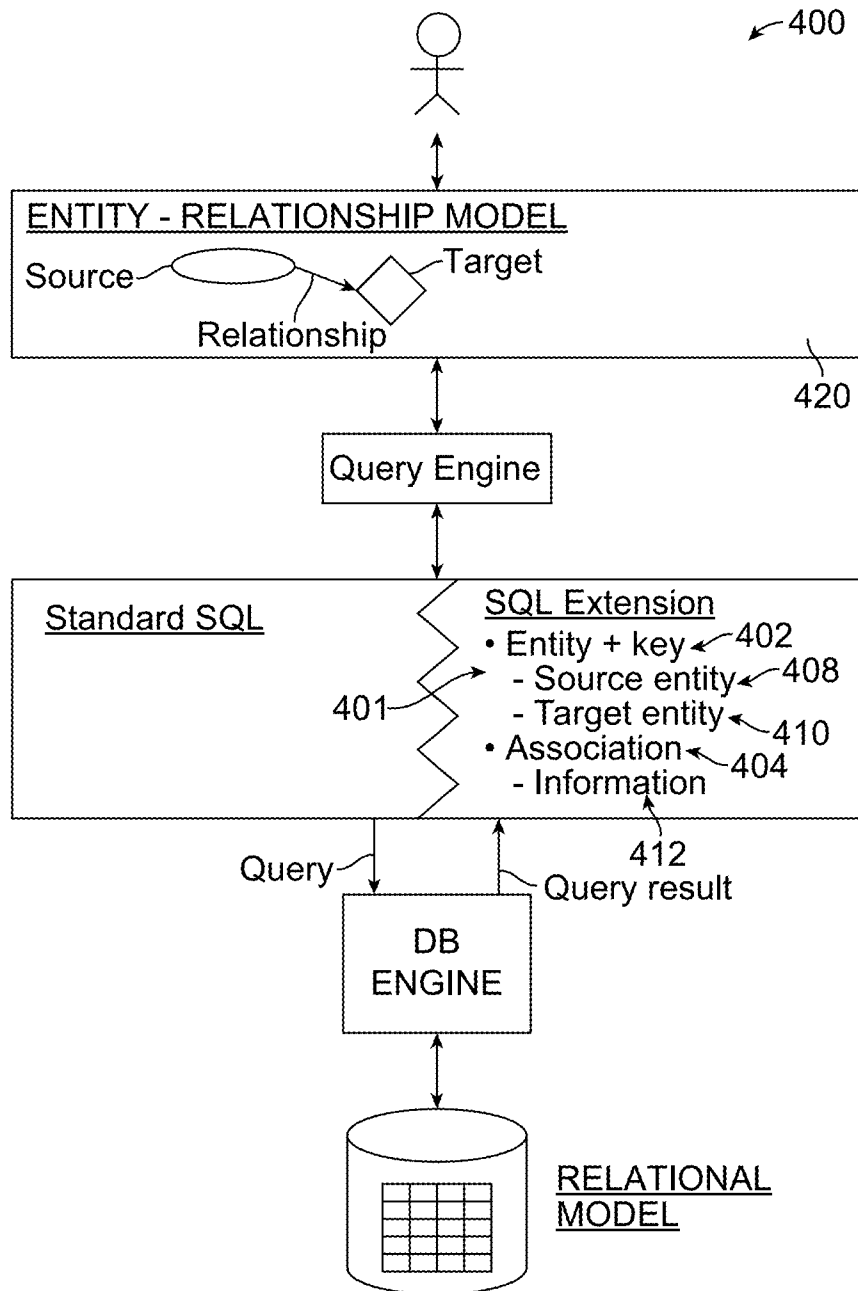 400
ENTITY - RELATIONSHIP MODEL
Source
Target
Relationship
420
Query Engine
Standard SQL
SQL Extension
• Entity + key 402
- Source entity 408
401
- Target entity 410
• Association 404
- Information
412
Query
Query result
DB
ENGINE
RELATIONAL
MODEL